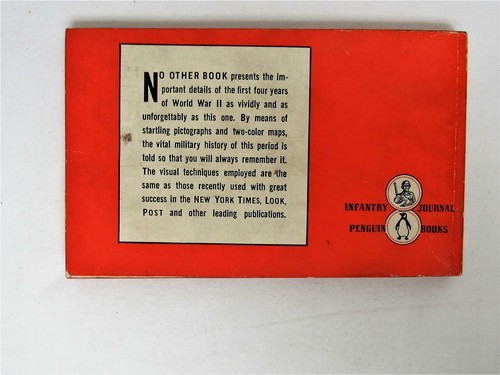 NO OTHER BOOK presents the im-
portant details of the first four years
of World War II as vividly and as
unforgettably as this one. By means of
startling pictographs and two-color maps,
the vital military history of this period is
told so that you will always remember it.
The visual techniques employed are the
same as those recently used with great
success in the NEW YORK TIMES, LOOK,
POST and other leading publications.
INFANTRY JOURNAL
PENGUIN BOOKS